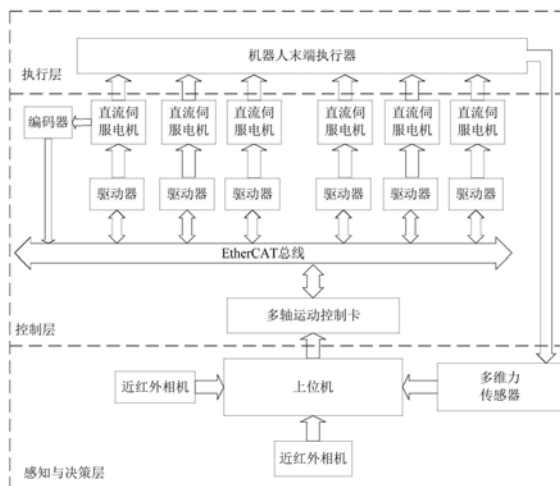 机器人末端执行器
执行层
编码器
直流伺
服电机
直流伺
服电机
直流伺
服电机
直流伺
服电机
直流伺
服电机
直流伺
服电机
驱动器
驱动器
驱动器
驱动器
驱动器
驱动器
EtherCAT总线
多轴运动控制卡
控制层
近红外相机
上位机
多维力
传感器
近红外相机
感知与决策层